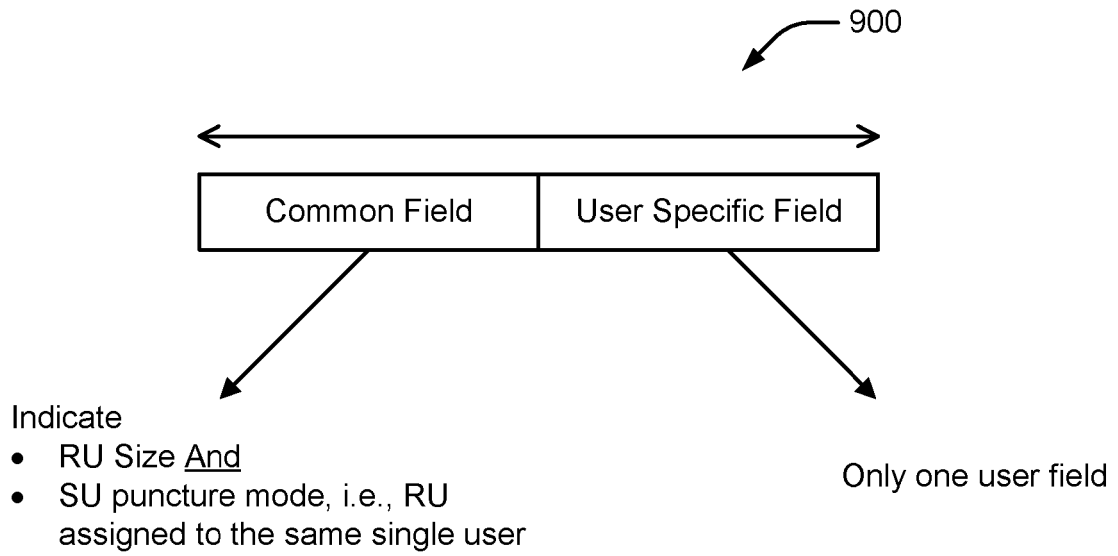 900
Common Field
User Specific Field
Indicate
• RU Size And
• SU puncture mode, i.e., RU
assigned to the same single user
Only one user field